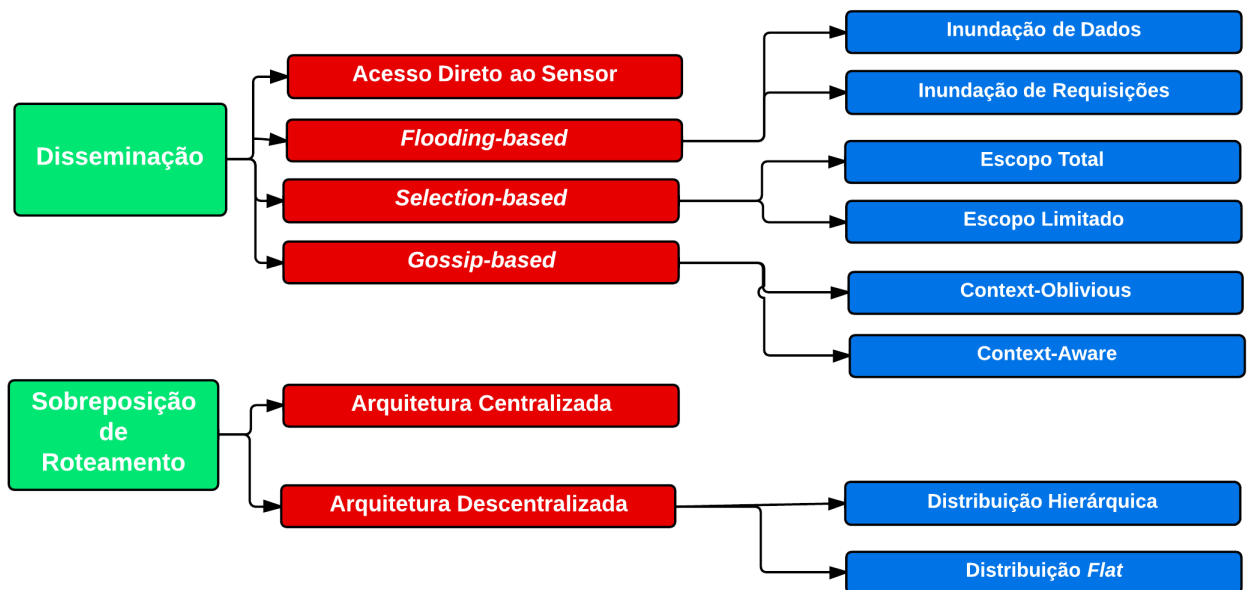 Disseminação
Acesso Direto ao Sensor
Flooding-based
Selection-based
Gossip-based
Inundação de Dados
Inundação de Requisições
Escopo Total
Escopo Limitado
Context-Oblivious
Context-Aware
Sobreposição
de
Roteamento
Arquitetura Centralizada
Arquitetura Descentralizada
Distribuição Hierárquica
Distribuição Flat